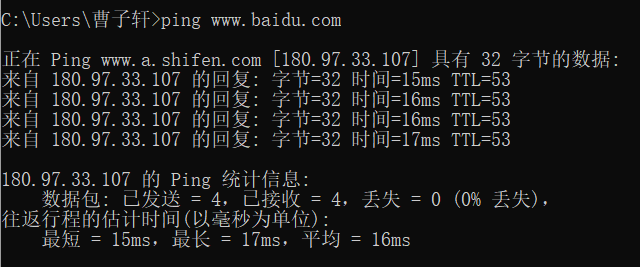 C:\Users\曹子轩>ping www.baidu.com
正在 Ping www.a.shifen.com [180.97.33.107] 具有 32 字节的数据:
来自 180.97.33.107 的回复: 字节=32 时间=15ms TTL=53
来自 180.97.33.107 的回复: 字节=32 时间=16ms TTL=53
来自 180.97.33.107 的回复: 字节=32 时间=16ms TTL=53
来自 180.97.33.107 的回复: 字节=32 时间=17ms TTL=53
180.97.33.107 的 Ping 统计信息:
数据包: 已发送 = 4，已接收 = 4，丢失 = 0 (0% 丢失)，
往返行程的估计时间(以毫秒为单位):
最短 = 15ms，最长 = 17ms，平均 = 16ms